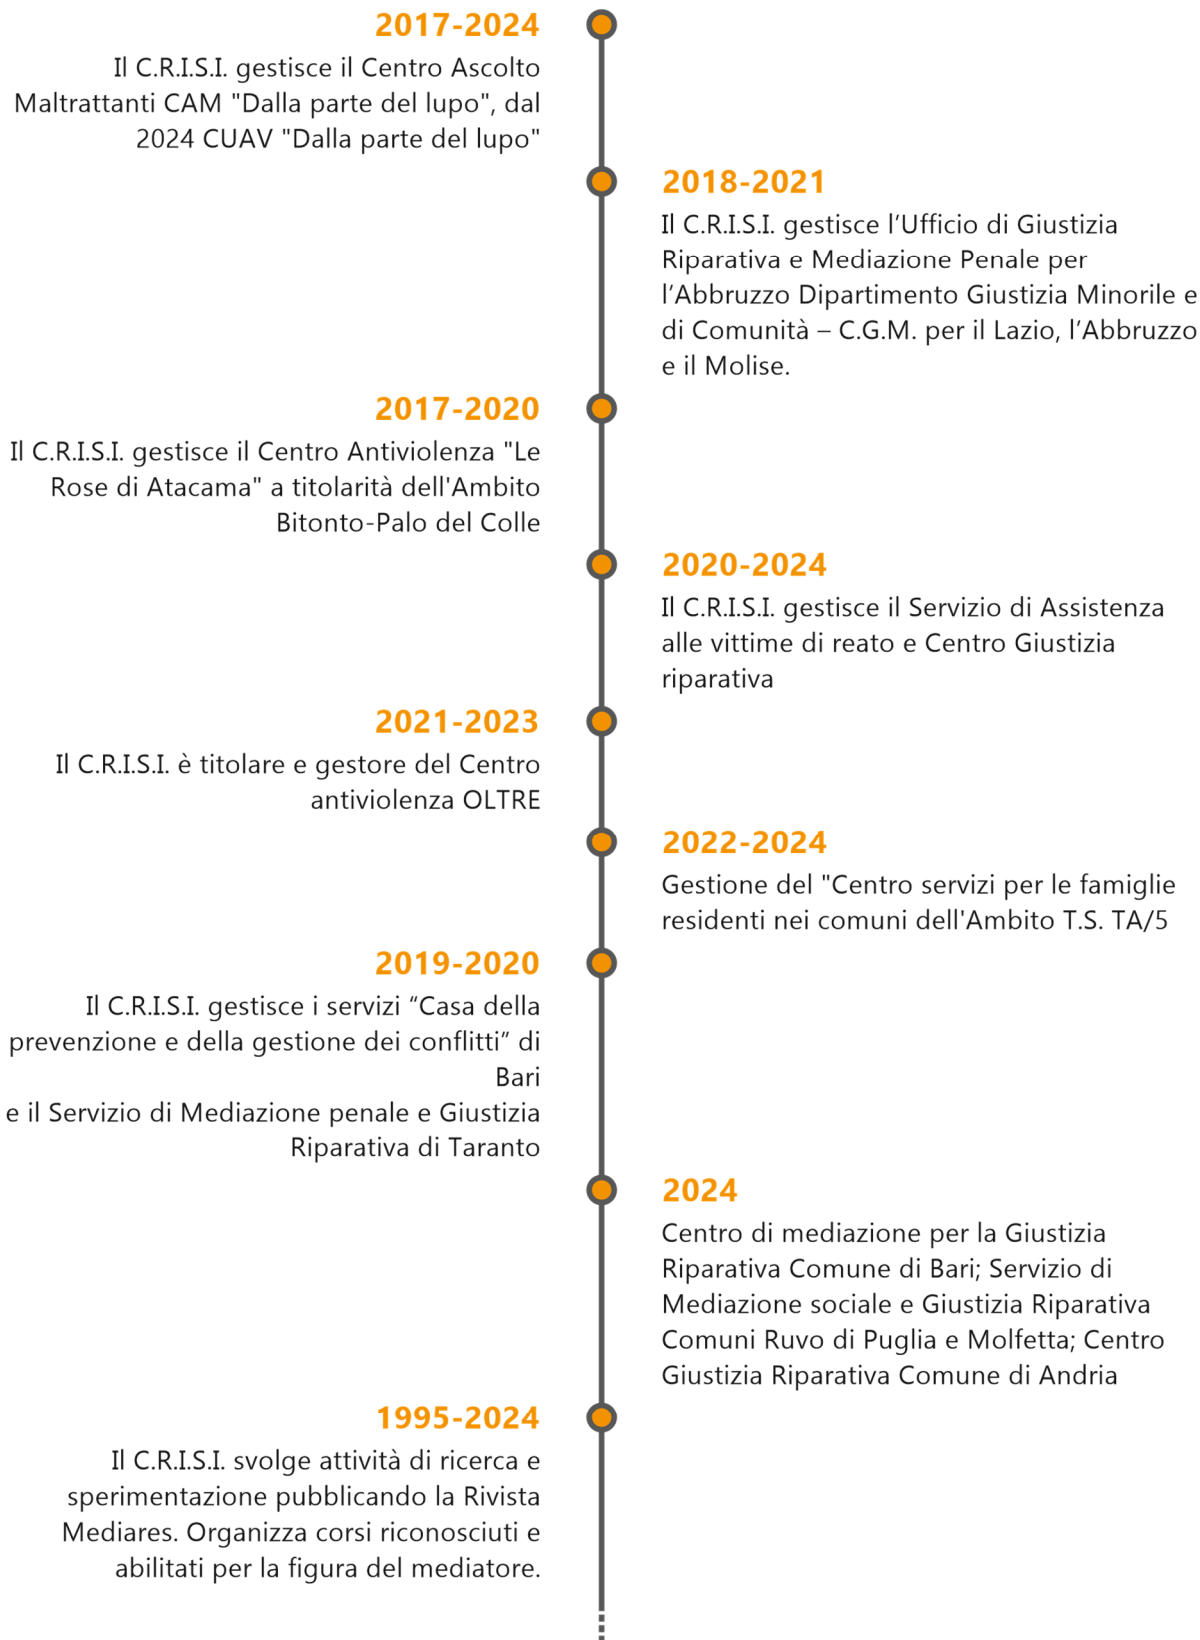 2017-2024
Il C.R.I.S.I. gestisce il Centro Ascolto
Maltrattanti CAM "Dalla parte del lupo", dal
2024 CUAV "Dalla parte del lupo"
2018-2021
Il C.R.I.S.I. gestisce l’Ufficio di Giustizia
Riparativa e Mediazione Penale per
l’Abbruzzo Dipartimento Giustizia Minorile e
di Comunità – C.G.M. per il Lazio, l’Abbruzzo
e il Molise.
2017-2020
Il C.R.I.S.I. gestisce il Centro Antiviolenza "Le
Rose di Atacama" a titolarità dell'Ambito
Bitonto-Palo del Colle
2020-2024
Il C.R.I.S.I. gestisce il Servizio di Assistenza
alle vittime di reato e Centro Giustizia
riparativa
2021-2023
Il C.R.I.S.I. è titolare e gestore del Centro
antiviolenza OLTRE
2022-2024
Gestione del "Centro servizi per le famiglie
residenti nei comuni dell'Ambito T.S. TA/5
2019-2020
Il C.R.I.S.I. gestisce i servizi “Casa della
prevenzione e della gestione dei conflitti” di
Bari
e il Servizio di Mediazione penale e Giustizia
Riparativa di Taranto
2024
Centro di mediazione per la Giustizia
Riparativa Comune di Bari; Servizio di
Mediazione sociale e Giustizia Riparativa
Comuni Ruvo di Puglia e Molfetta; Centro
Giustizia Riparativa Comune di Andria
1995-2024
Il C.R.I.S.I. svolge attività di ricerca e
sperimentazione pubblicando la Rivista
Mediares. Organizza corsi riconosciuti e
abilitati per la figura del mediatore.